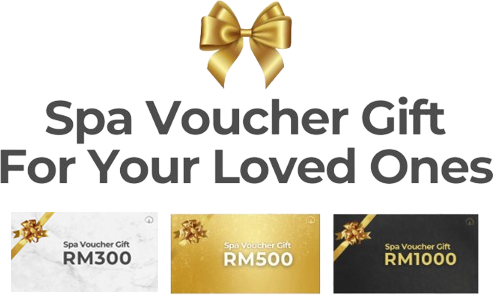 Spa Voucher Gift
For Your Loved Ones
Spa Voucher Gift
RM300
Spa Voucher Gift
RM500
Spa Voucher Gift
RM1000